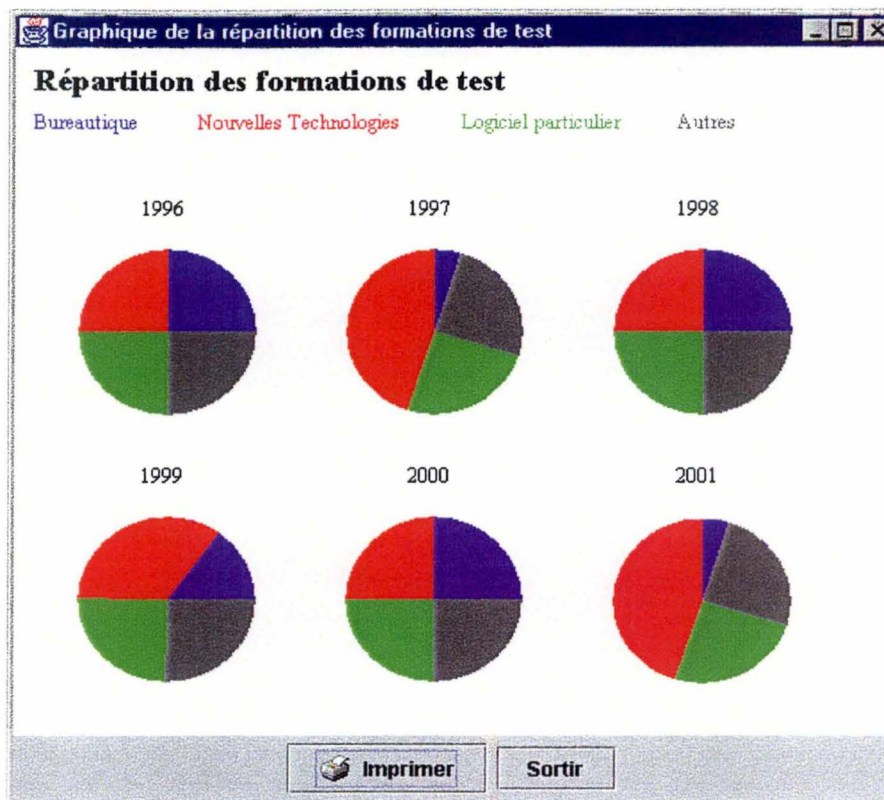 Graphique de la répartition des formations de test
Répartition des formations de test
Bureautique Nouvelles Technologies Logiciel particulier Autres
1996 1997 1998
1999 2000 2001
Imprimer Sortir